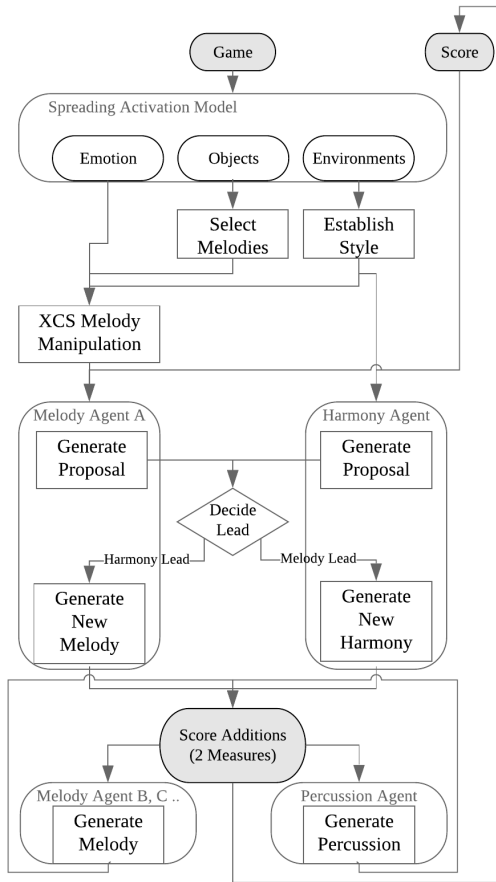 Game
Score
Spreading Activation Model
Emotion
Objects
Environments
Select
Melodies
Establish
Style
XCS Melody
Manipulation
Melody Agent A
Harmony Agent
Generate
Proposal
Generate
Proposal
Decide
Lead
Harmony Lead
Melody Lead
Generate
New
Melody
Generate
New
Harmony
Score Additions
(2 Measures)
Melody Agent B, C ..
Percussion Agent
Generate
Melody
Generate
Percussion